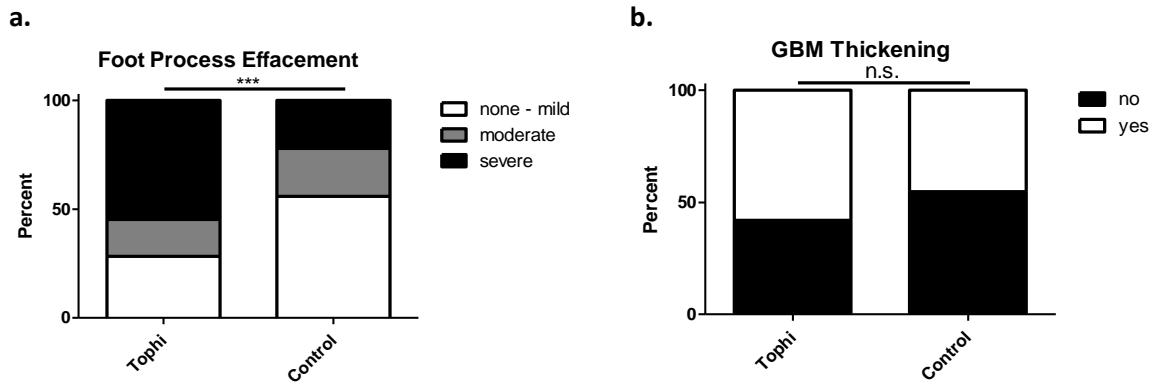 a.
Foot Process Effacement
***
100
50
0
Percent
Tophi
Control
none - mild
moderate
severe
b.
GBM Thickening
n.s.
100
50
0
Percent
Tophi
Control
no
yes